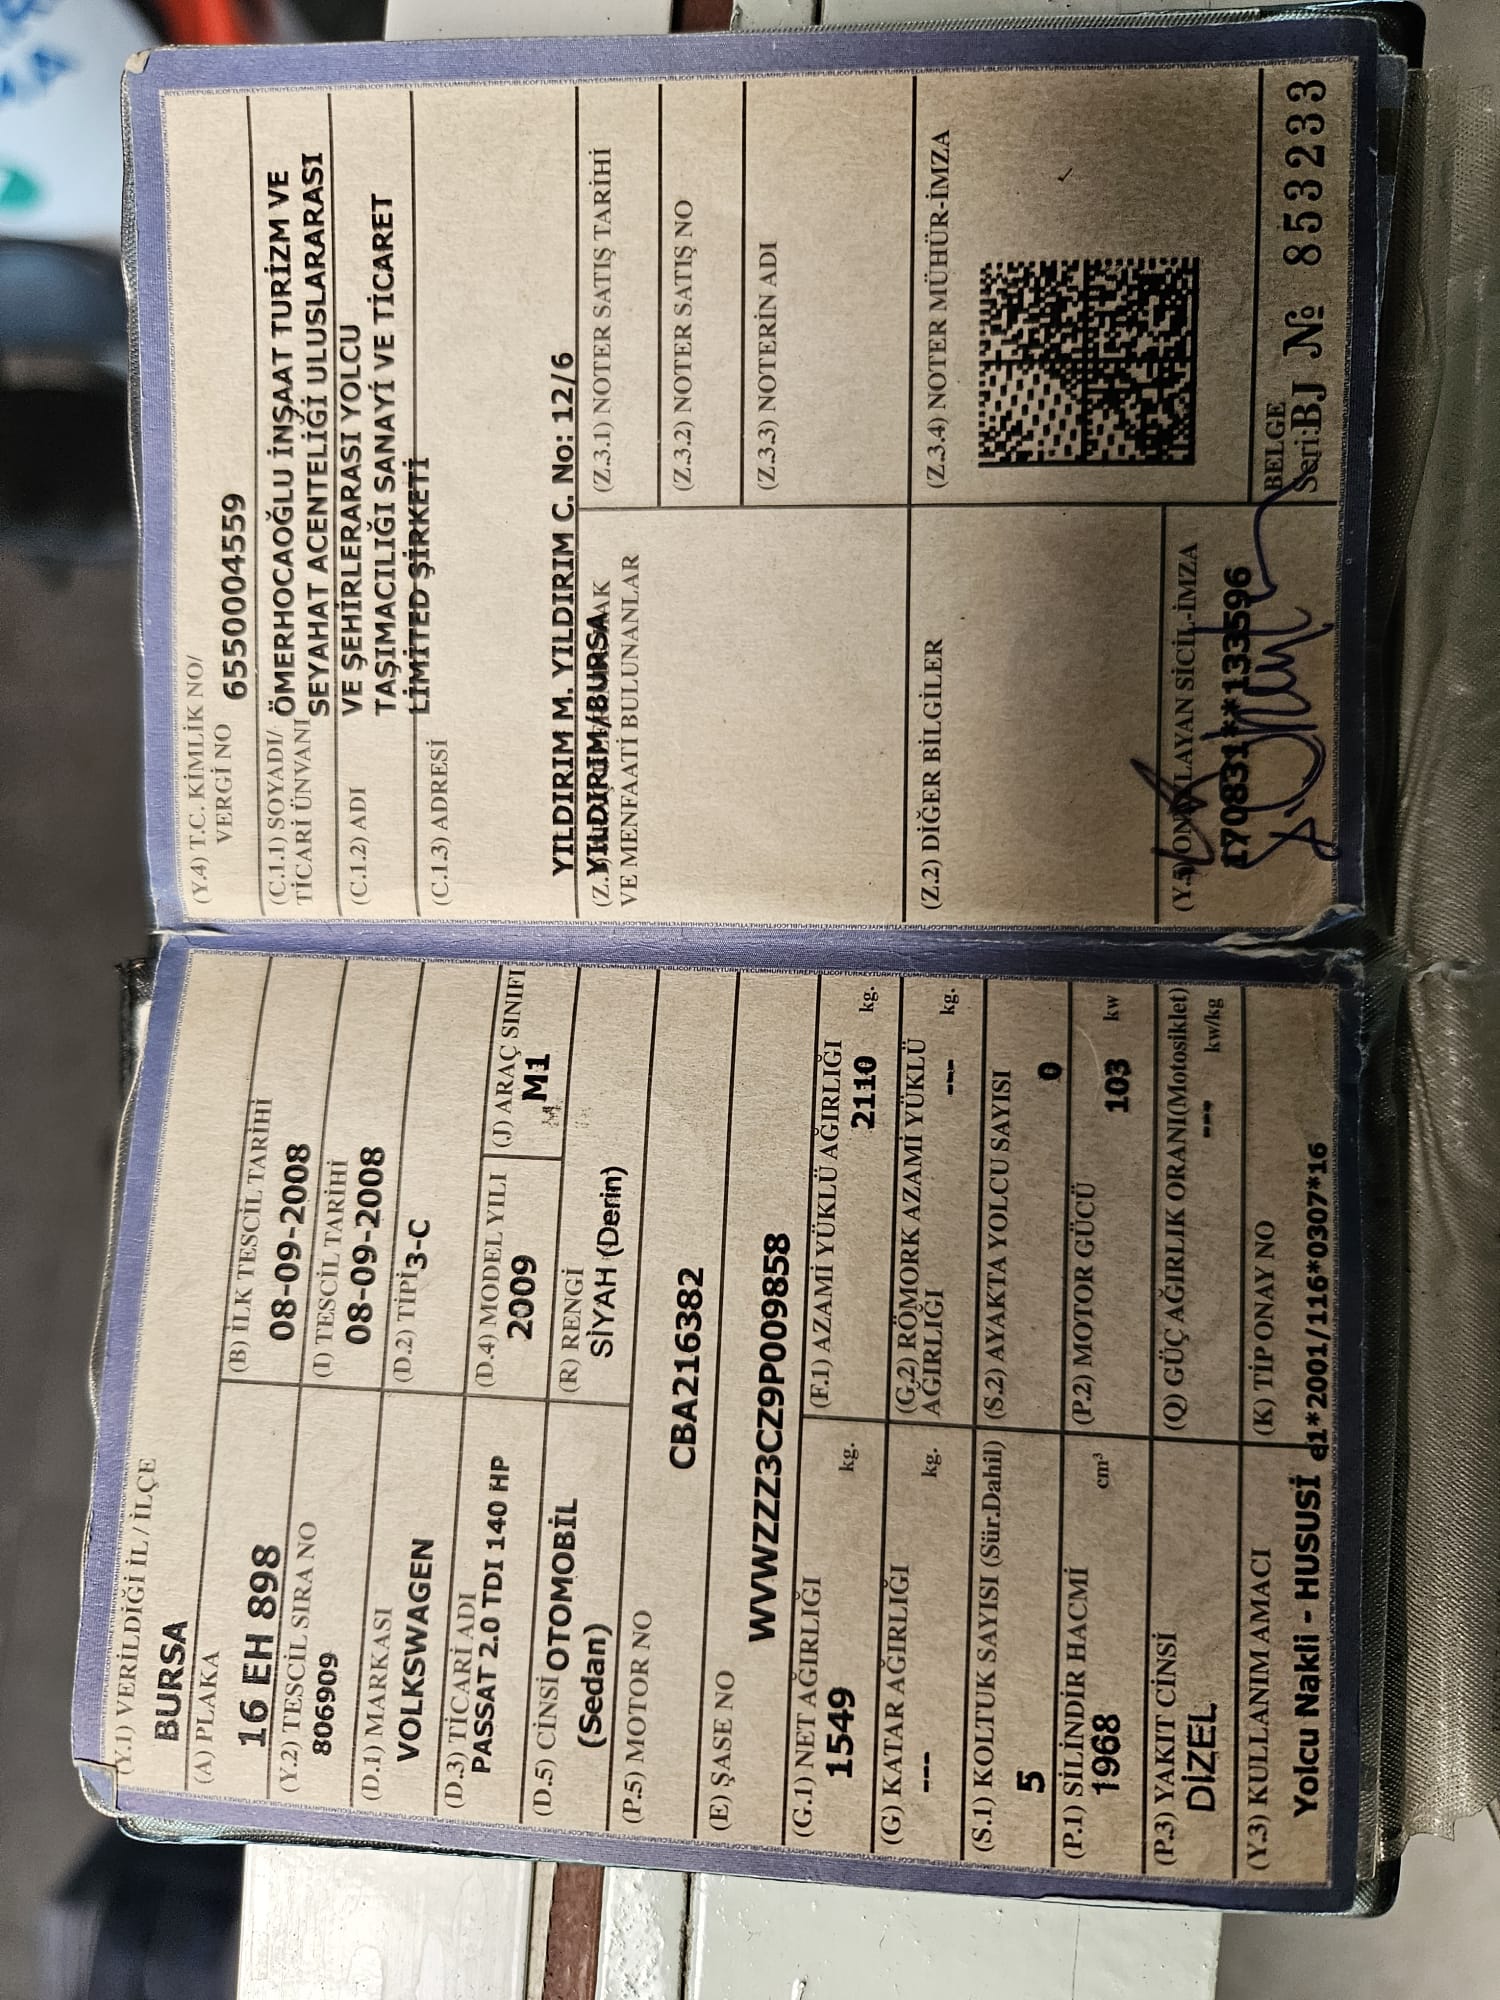 (Y.1) VERİLDİĞİ İL / İLÇE
BURSA
(A) PLAKA
16 EH 898
(B) İLK TESCİL TARİHİ
08-09-2008
(Y.2) TESCİL SIRA NO
806909
(I) TESCİL TARİHİ
08-09-2008
(D.1) MARKASI
VOLKSWAGEN
(D.2) TİPİ 3-C
(D.3) TİCARİ ADI
PASSAT 2.0 TDI 140 HP
(D.4) MODEL YILI
2009
(J) ARAÇ SINIFI
M1
(D.5) CİNSİ OTOMOBİL
(Sedan)
(R) RENGİ
SİYAH (Derin)
(P.5) MOTOR NO
CBA216382
(E) ŞASE NO
WVWZZZ3CZ9P009858
(G.1) NET AĞIRLIĞI
1549 kg.
(F.1) AZAMİ YÜKLÜ AĞIRLIĞI
2110 kg.
(G) KATAR AĞIRLIĞI
--- kg.
(G.2) RÖMORK AZAMİ YÜKLÜ
AĞIRLIĞI --- kg.
(S.1) KOLTUK SAYISI (Sür.Dahil)
5
(S.2) AYAKTA YOLCU SAYISI
0
(P.1) SİLİNDİR HACMİ
1968 cm³
(P.2) MOTOR GÜCÜ
103 kw
(P.3) YAKIT CİNSİ
DİZEL
(Q) GÜÇ AĞIRLIK ORANI(Motosiklet)
--- kw/kg
(Y.3) KULLANIM AMACI
Yolcu Nakli - HUSUSİ
(K) TİP ONAY NO
e1*2001/116*0307*16
(Y.4) T.C. KİMLİK NO/
VERGİ NO 6550004559
(C.1.1) SOYADI/ ÖMERHOCAOĞLU İNŞAAT TURİZM VE
TİCARİ ÜNVANI SEYAHAT ACENTELİĞİ ULUSLARARASI
(C.1.2) ADI VE ŞEHİRLERARASI YOLCU
TAŞIMACILIĞI SANAYİ VE TİCARET
LİMİTED ŞİRKETİ
(C.1.3) ADRESİ
YILDIRIM M. YILDIRIM C. No: 12/6
YILDIRIM/BURSA
VE MENFAATİ BULUNANLAR
(Z.3.1) NOTER SATIŞ TARİHİ
(Z.3.2) NOTER SATIŞ NO
(Z.3.3) NOTERİN ADI
(Z.2) DİĞER BİLGİLER
(Z.3.4) NOTER MÜHÜR-İMZA
(Y.5) ONAYLAYAN SİCİL-İMZA
170831**133596
BELGE
Seri:BJ № 853233